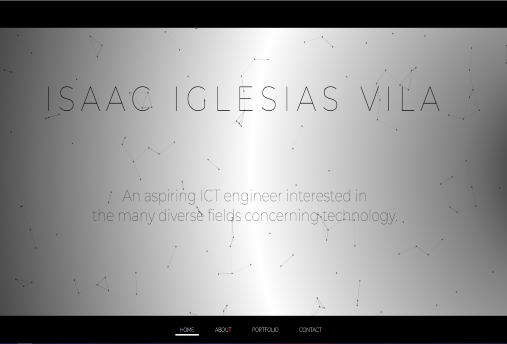 ISAAC IGLESIAS VILA
An aspiring ICT engineer interested in
the many diverse fields concerning technology.
HOME ABOUT PORTFOLIO CONTACT